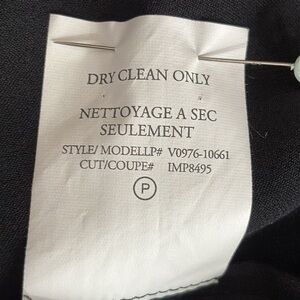 DRY CLEAN ONLY
NETTOYAGE A SEC
SEULEMENT
STYLE/ MODELLP# V0976-10661
CUT/COUPE# IMP8495
P